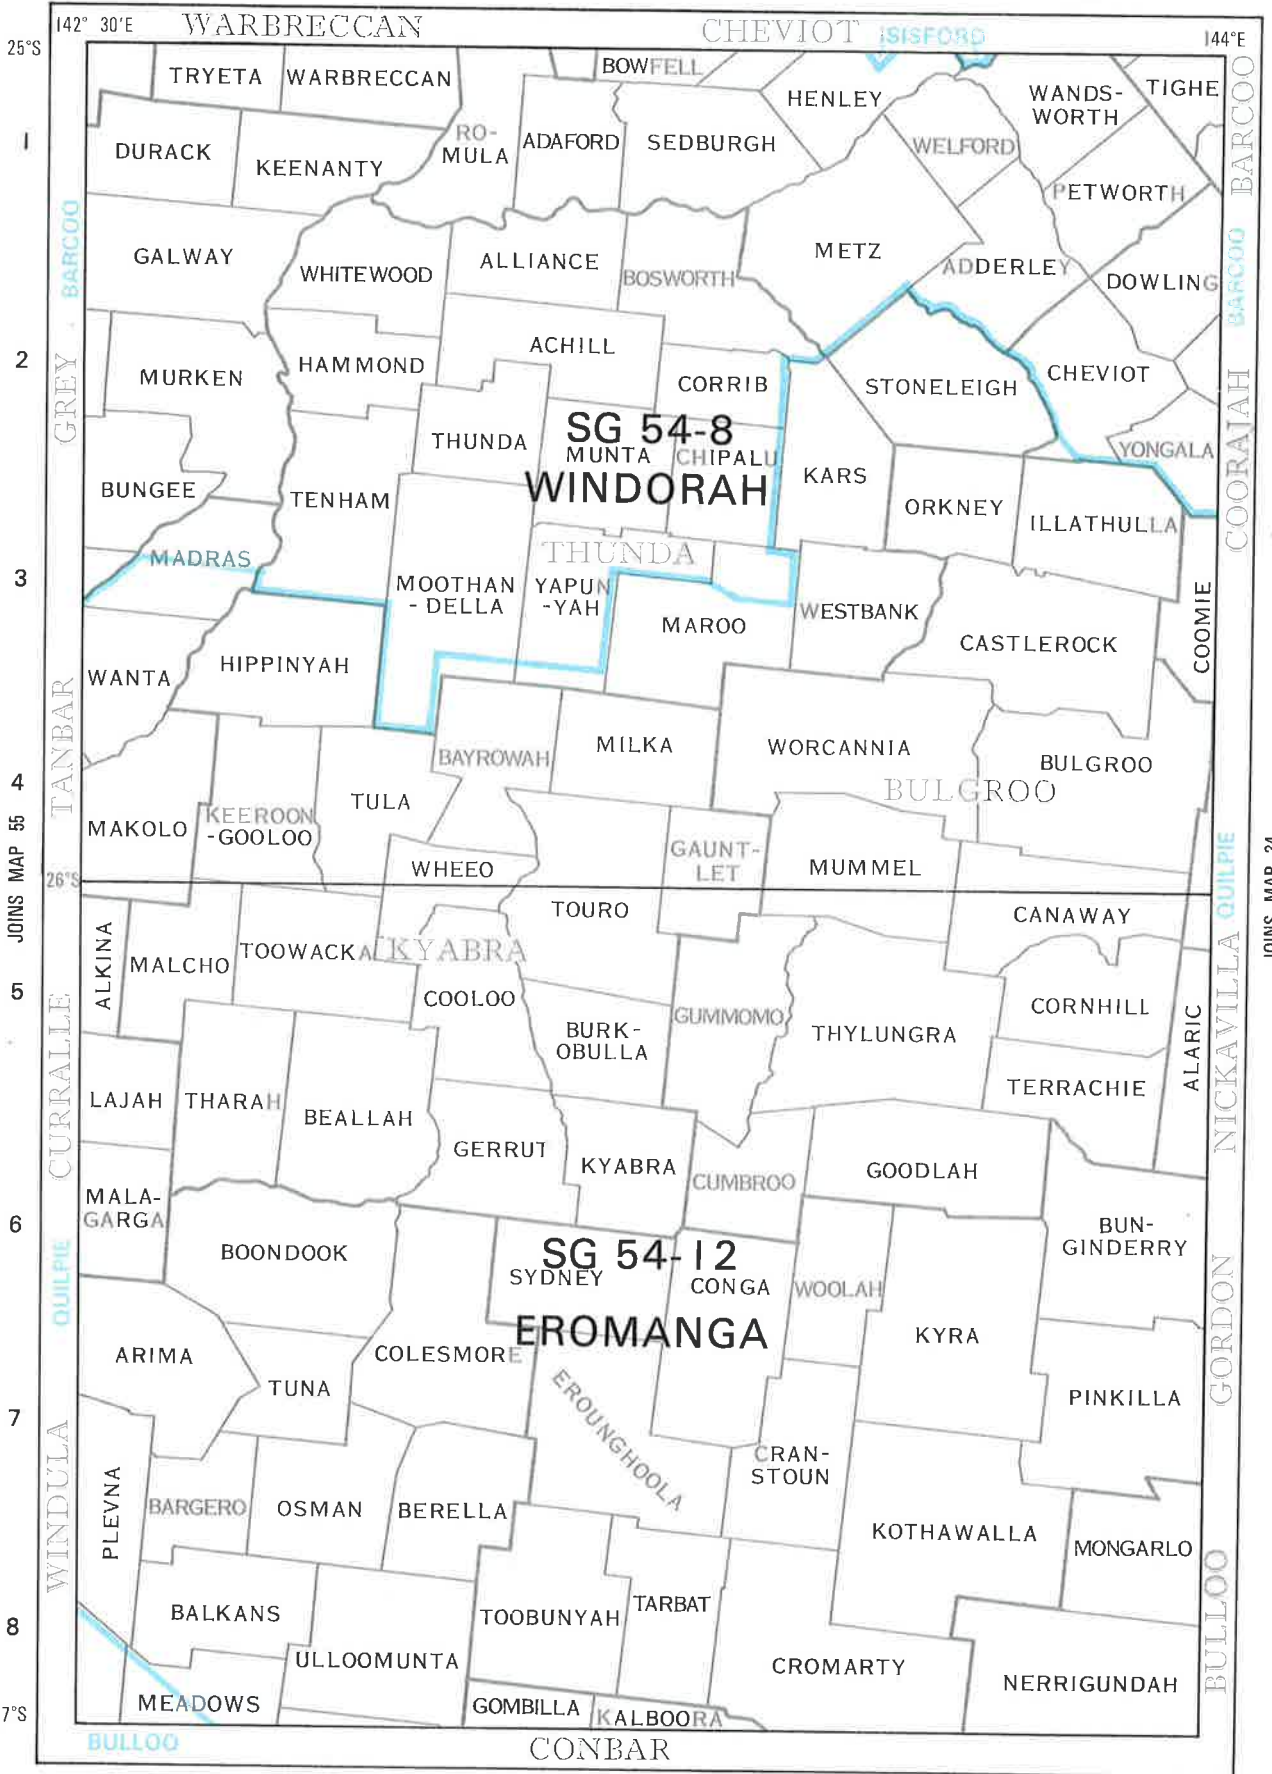 142° 30'E
WARBRECCAN
CHEVIOT
ISISFORD
144°E
25°S
TRYETA
WARBRECCAN
BOWFELL
HENLEY
WANDS-
WORTH
TIGHE
BARCOO
1
DURACK
KEENANTY
RO-
MULA
ADAFORD
SEDBURGH
WELFORD
PETWORTH
BARCOO
GALWAY
WHITEWOOD
ALLIANCE
BOSWORTH
METZ
ADDERLEY
DOWLING
BARCOO
2
GREY
MURKEN
HAMMOND
ACHILL
CORRIB
STONELEIGH
CHEVIOT
COORAJAH
THUNDA
SG 54-8
MUNTA
CHIPALU
WINDORAH
KARS
YONGALA
BUNGEE
TENHAM
ORKNEY
ILLATHULLA
3
MADRAS
THUNDA
MOOTHAN
-DELLA
YAPUN
-YAH
MAROO
WESTBANK
CASTLEROCK
COOMIE
WANTA
HIPPINYAH
TANBAR
4
BAYROWAH
MILKA
WORCANNIA
BULGROO
BULGROO
MAKOLO
KEEROON
-GOOLOO
TULA
WHEEO
GAUNT-
LET
MUMMEL
QUILPIE
JOINS MAP 55
JOINS MAP 24
26°S
TOURO
CANAWAY
ALKINA
MALCHO
TOOWACKA
KYABRA
5
COOLOO
BURK-
OBULLA
GUMMOMO
THYLUNGRA
CORNHILL
ALARIC
NICKAVILLA
CURRALLE
LAJAH
THARAH
BEALLAH
TERRACHIE
GERRUT
KYABRA
CUMBROO
GOODLAH
MALA-
GARGA
6
BOONDOOK
SG 54-12
SYDNEY
CONGA
WOOLAH
BUN-
GINDERRY
QUILPIE
EROMANGA
KYRA
GORDON
ARIMA
TUNA
COLESMORE
EROUNGHOOLA
PINKILLA
7
WINDULA
PLEVNA
BARGERO
OSMAN
BERELLA
CRAN-
STOUN
KOTHAWALLA
MONGARLO
8
BALKANS
TOOBUNYAH
TARBAT
ULLOOMUNTA
CROMARTY
NERRIGUNDAH
BULLOO
MEADOWS
GOMBILLA
KALBOORA
7°S
BULLOO
CONBAR